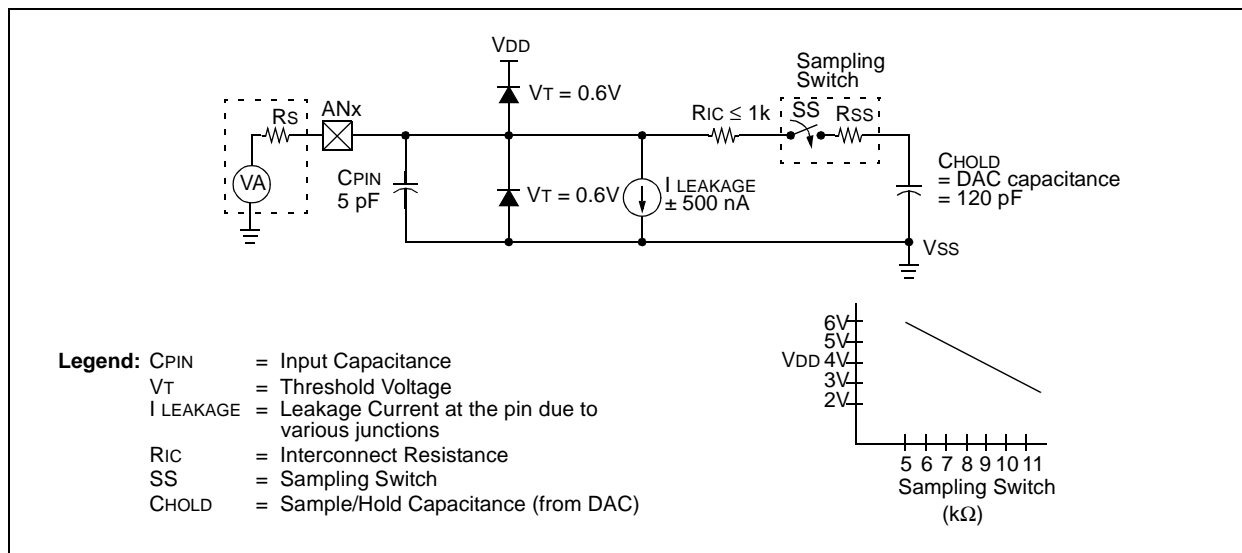 VDD
Sampling
Switch
VT = 0.6V
ANx
RS
RIC ≤ 1k
SS
RSS
VA
CPIN
5 pF
VT = 0.6V
I LEAKAGE
± 500 nA
CHOLD
= DAC capacitance
= 120 pF
VSS
Legend: CPIN = Input Capacitance
VT = Threshold Voltage
I LEAKAGE = Leakage Current at the pin due to
various junctions
RIC = Interconnect Resistance
SS = Sampling Switch
CHOLD = Sample/Hold Capacitance (from DAC)
6V
5V
VDD 4V
3V
2V
5 6 7 8 9 10 11
Sampling Switch
(kΩ)